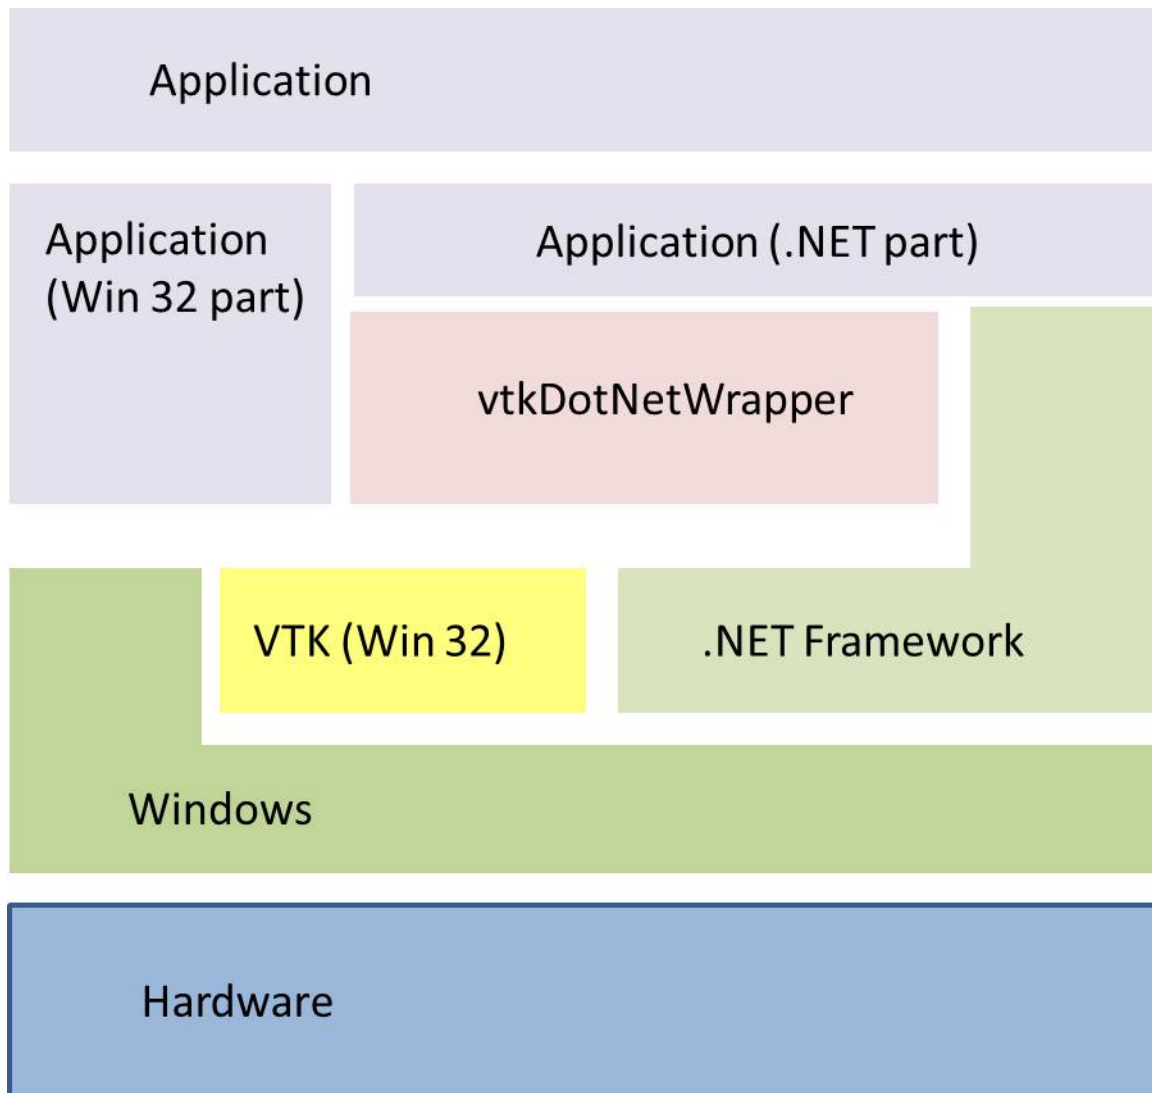 Application
Application
(Win 32 part)
Application (.NET part)
vtkDotNetWrapper
VTK (Win 32)
.NET Framework
Windows
Hardware